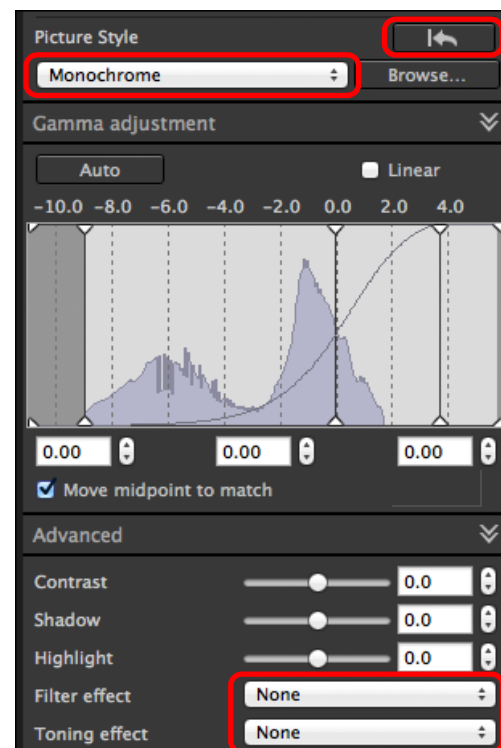 Picture Style
Monochrome Browse...
Gamma adjustment
Auto Linear
-10.0 -8.0 -6.0 -4.0 -2.0 0.0 2.0 4.0
0.00 0.00 0.00
Move midpoint to match
Advanced
Contrast 0.0
Shadow 0.0
Highlight 0.0
Filter effect None
Toning effect None